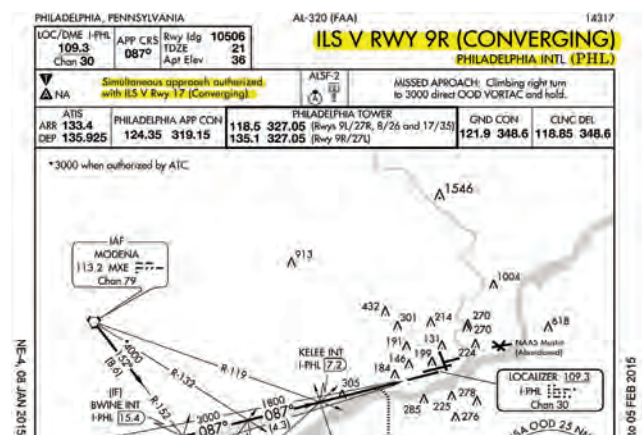 PHILADELPHIA, PENNSYLVANIA
AL-320 (FAA)
14317
LOC/DME I-PHL
109.3
Chan 30
APP CRS
087°
Rwy ldg 10506
TDZE 21
Apt Elev 36
ILS V RWY 9R (CONVERGING)
PHILADELPHIA INTL (PHL)
T
A NA
Simultaneous approach authorized
with ILS V Rwy 17 (Converging).
ALSF-2
A
MISSED APROACH: Climbing right turn
to 3000 direct OOD VORTAC and hold.
ATIS
ARR 133.4
DEP 135.925
PHILADELPHIA APP CON
124.35 319.15
PHILADELPHIA TOWER
118.5 327.05 (Rwys 9L/27R, 8/26 and 17/35)
135.1 327.05 (Rwy 9R/27L)
GND CON
121.9 348.6
CLNC DEL
118.85 348.6
*3000 when authorized by ATC
1546
IAF
MODENA
113.2 MXE
Chan 79
913
1004
432
301
214
270
270
618
191
131
NAAS Mustin
(Abandoned)
146
199
224
184
KELEE INT
I-PHL 7.2
305
LOCALIZER 109.3
I-PHL
Chan 30
285
225
278
276
*4000
152°
(8.6)
R-119
R-133
R-152
(IF)
BWINE INT
I-PHL 15.4
2000
087°
1800
087°
(4.3)
OOD 25 NM
NE-4, 08 JAN 2015
to 05 FEB 2015